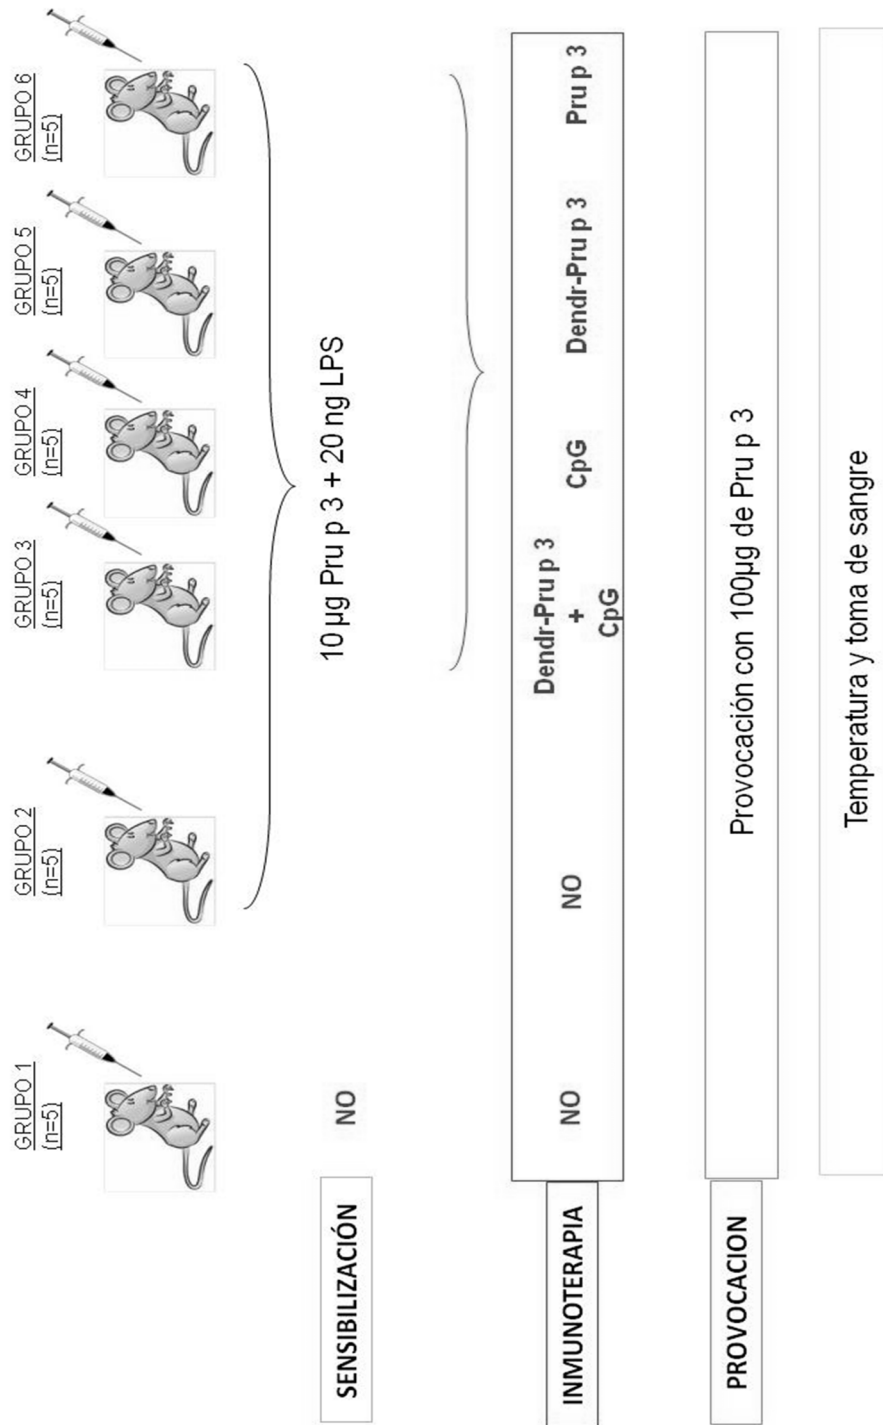 GRUPO 1
(n=5)
GRUPO 2
(n=5)
GRUPO 3
(n=5)
GRUPO 4
(n=5)
GRUPO 5
(n=5)
GRUPO 6
(n=5)
SENSIBILIZACIÓN
NO
10 µg Pru p 3 + 20 ng LPS
INMUNOTERAPIA
NO
NO
Dendr-Pru p 3
+
CpG
CpG
Dendr-Pru p 3
Pru p 3
PROVOCACION
Provocación con 100µg de Pru p 3
Temperatura y toma de sangre